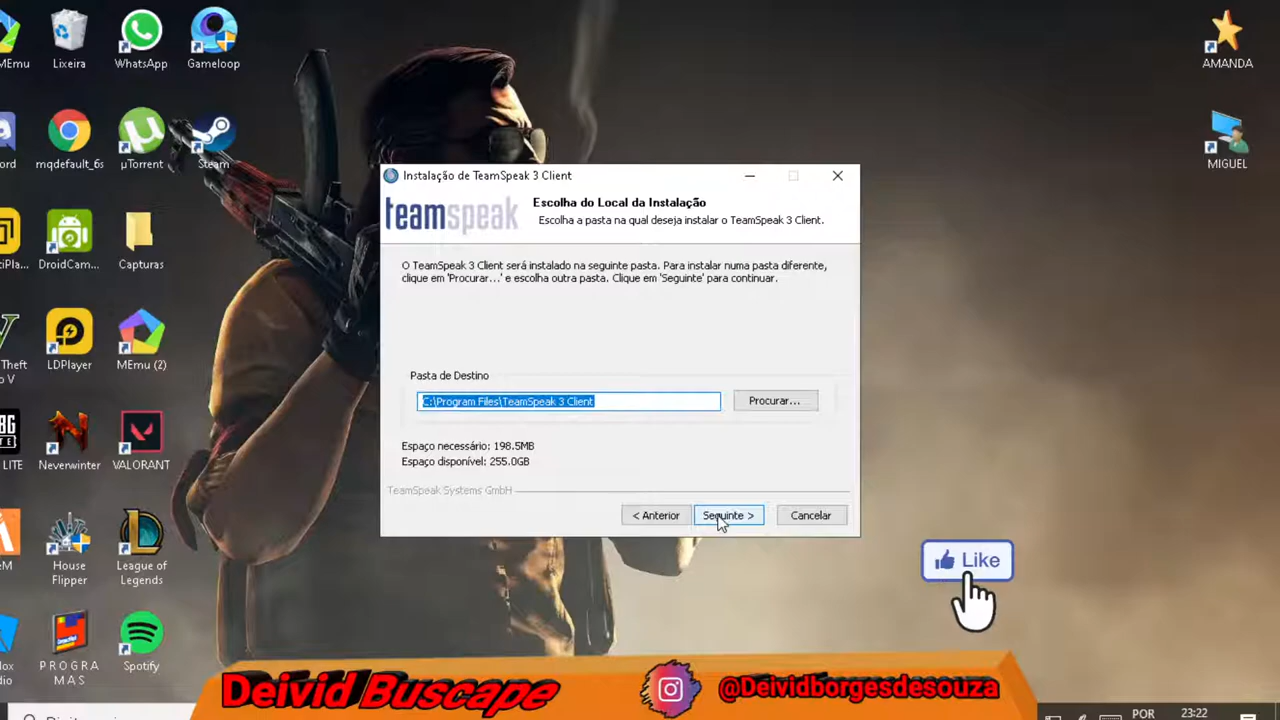 MEmu
Lixeira
WhatsApp
Gameloop
AMANDA
ord
mqdefault_6s
µTorrent
Steam
MIGUEL
Instalação de TeamSpeak 3 Client
teamspeak
Escolha do Local da Instalação
Escolha a pasta na qual deseja instalar o TeamSpeak 3 Client.
O TeamSpeak 3 Client será instalado na seguinte pasta. Para instalar numa pasta diferente,
clique em 'Procurar...' e escolha outra pasta. Clique em 'Seguinte' para continuar.
Pasta de Destino
C:\Program Files\TeamSpeak 3 Client
Procurar...
Espaço necessário: 198.5MB
Espaço disponível: 255.0GB
TeamSpeak Systems GmbH
< Anterior
Seguinte >
Cancelar
tiPla...
DroidCam...
Capturas
Theft
o V
LDPlayer
MEmu (2)
LITE
Neverwinter
VALORANT
eM
House
Flipper
League of
Legends
lox
dio
P R O G R A
M A S
Spotify
Like
Deivid Buscape
@Deividborgesdesouza
POR
23:22